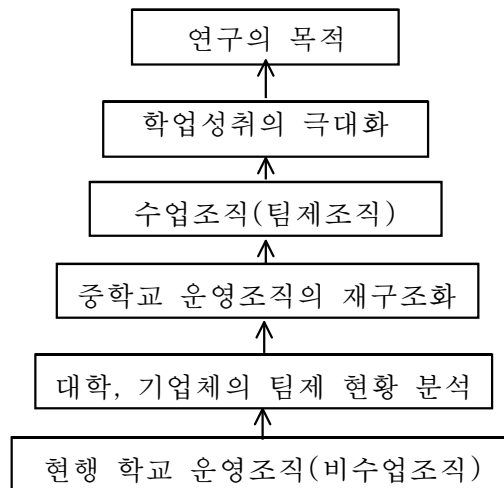 연구의 목적
학업성취의 극대화
수업조직(팀제조직)
중학교 운영조직의 재구조화
대학, 기업체의 팀제 현황 분석
현행 학교 운영조직(비수업조직)